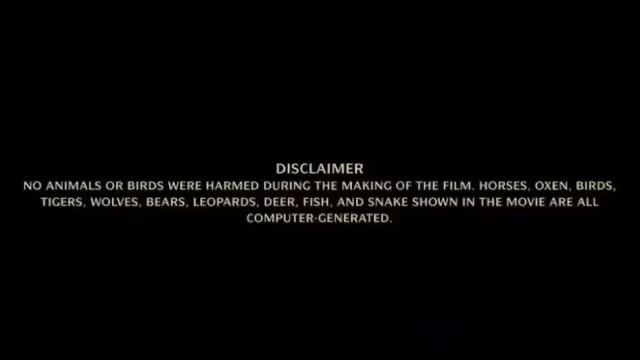 DISCLAIMER
NO ANIMALS OR BIRDS WERE HARMED DURING THE MAKING OF THE FILM. HORSES, OXEN, BIRDS,
TIGERS, WOLVES, BEARS, LEOPARDS, DEER, FISH, AND SNAKE SHOWN IN THE MOVIE ARE ALL
COMPUTER-GENERATED.